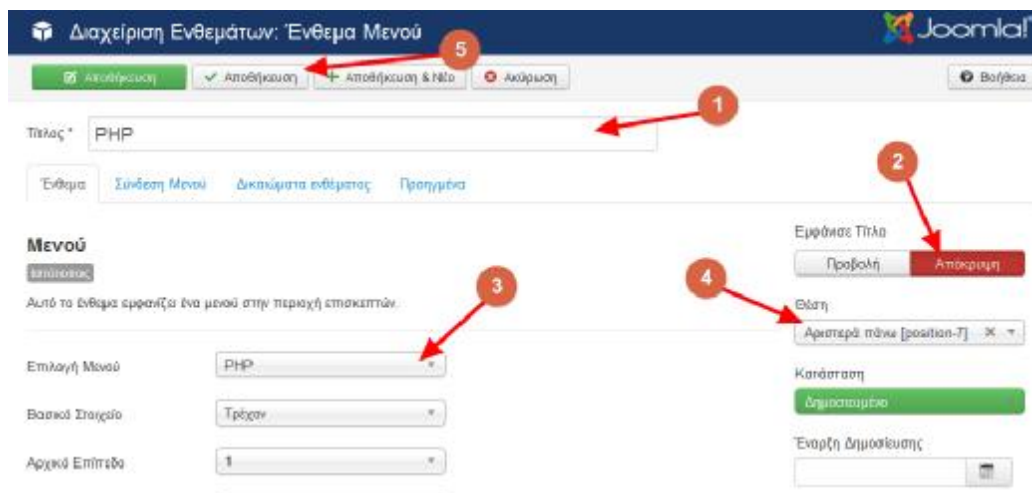 Διαχείριση Ενθεμάτων: Ένθεμα Μενού
Joomla!
5
Αποθήκευση
Αποθήκευση
Αποθήκευση & Νέο
Ακύρωση
Βοήθεια
1
Τίτλος *
PHP
2
Ένθεμα
Σύνδεση Μενού
Δικαιώματα ενθέματος
Προηγμένα
Μενού
Ιστότοπος
Αυτό το ένθεμα εμφανίζει ένα μενού στην περιοχή επισκεπτών.
Εμφάνισε Τίτλο
Προβολή
Απόκρυψη
3
4
Θέση
Αριστερά πάνω [position-7]
Επιλογή Μενού
PHP
Κατάσταση
Δημοσιευμένο
Βασικό Στοιχείο
Τρέχον
Έναρξη Δημοσίευσης
Αρχικό Επίπεδο
1